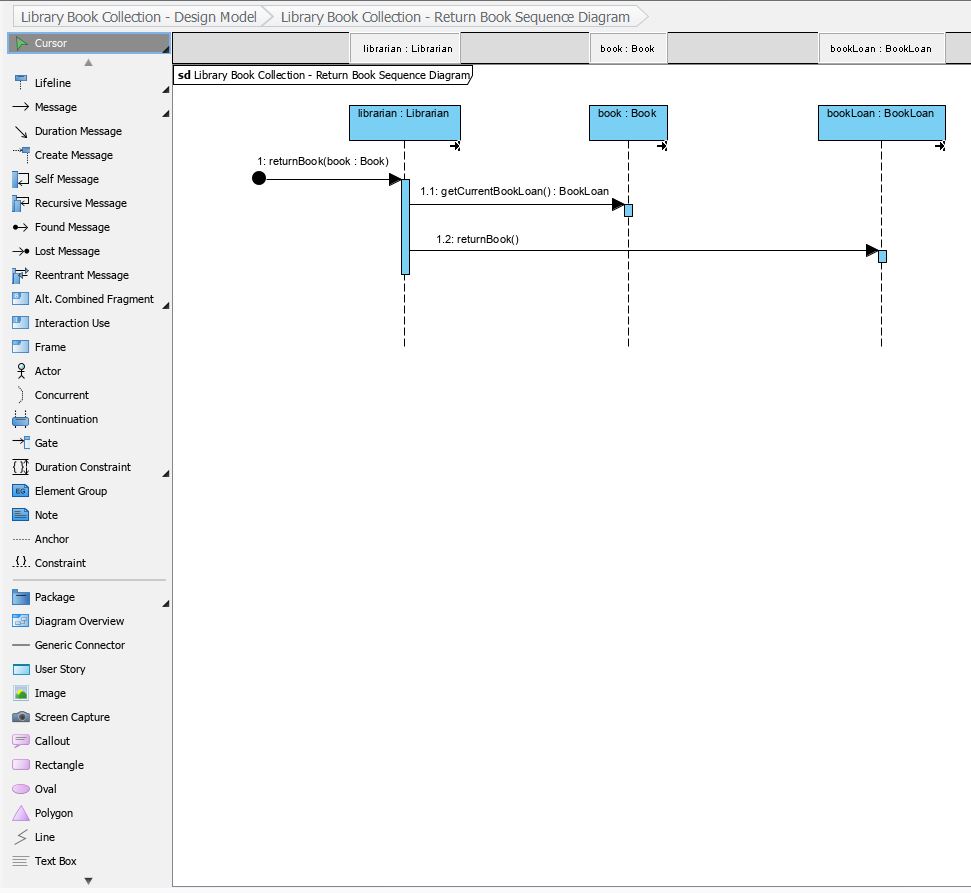 Library Book Collection - Design Model
Library Book Collection - Return Book Sequence Diagram
Cursor
Lifeline
Message
Duration Message
Create Message
Self Message
Recursive Message
Found Message
Lost Message
Reentrant Message
Alt. Combined Fragment
Interaction Use
Frame
Actor
Concurrent
Continuation
Gate
Duration Constraint
EG Element Group
Note
Anchor
{..} Constraint
Package
Diagram Overview
Generic Connector
User Story
Image
Screen Capture
Callout
Rectangle
Oval
Polygon
Line
Text Box
librarian : Librarian
book : Book
bookLoan : BookLoan
sd Library Book Collection - Return Book Sequence Diagram
librarian : Librarian
book : Book
bookLoan : BookLoan
1: returnBook(book : Book)
1.1: getCurrentBookLoan() : BookLoan
1.2: returnBook()